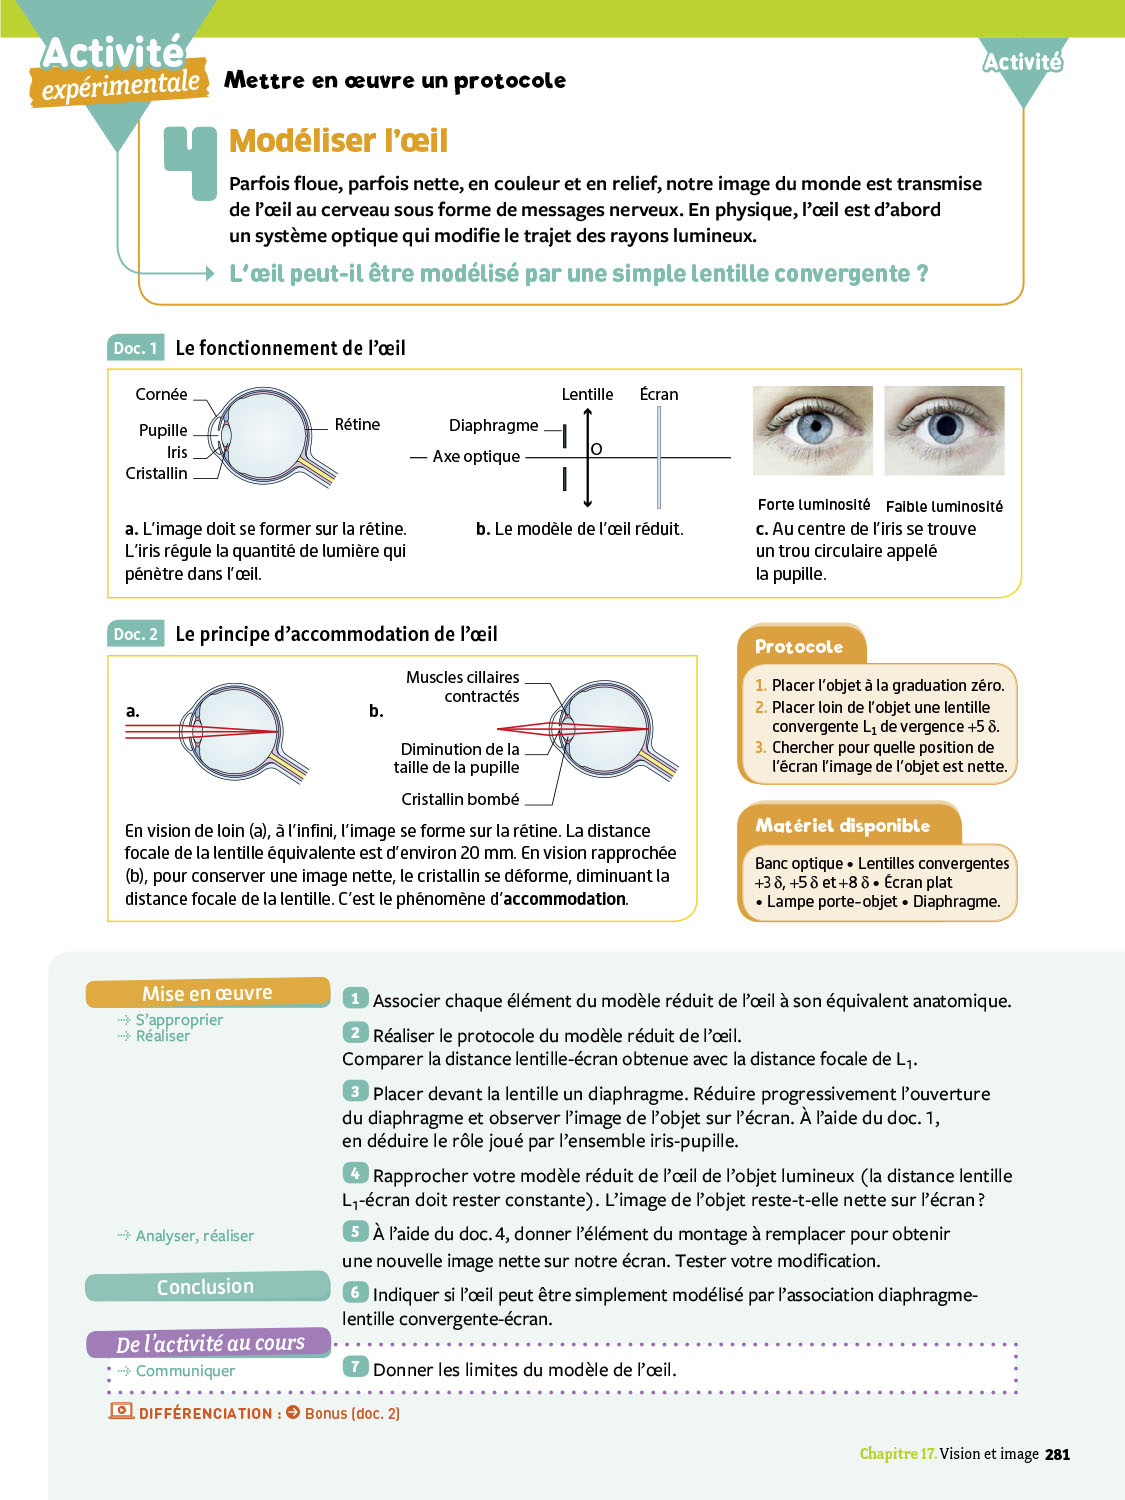 Activité
expérimentale
Mettre en œuvre un protocole
Activité
4
Modéliser l'œil
Parfois floue, parfois nette, en couleur et en relief, notre image du monde est transmise
de l'œil au cerveau sous forme de messages nerveux. En physique, l'œil est d'abord
un système optique qui modifie le trajet des rayons lumineux.
L'œil peut-il être modélisé par une simple lentille convergente ?
Doc. 1 Le fonctionnement de l'œil
Cornée
Pupille
Iris
Cristallin
Rétine
a. L'image doit se former sur la rétine.
L'iris régule la quantité de lumière qui
pénètre dans l'œil.
Lentille
Écran
Diaphragme
Axe optique
O
b. Le modèle de l'œil réduit.
Forte luminosité
Faible luminosité
c. Au centre de l'iris se trouve
un trou circulaire appelé
la pupille.
Doc. 2 Le principe d'accommodation de l'œil
a.
b.
Muscles cillaires
contractés
Diminution de la
taille de la pupille
Cristallin bombé
En vision de loin (a), à l'infini, l'image se forme sur la rétine. La distance
focale de la lentille équivalente est d'environ 20 mm. En vision rapprochée
(b), pour conserver une image nette, le cristallin se déforme, diminuant la
distance focale de la lentille. C'est le phénomène d'accommodation.
Protocole
1. Placer l'objet à la graduation zéro.
2. Placer loin de l'objet une lentille
convergente L1 de vergence +5 δ.
3. Chercher pour quelle position de
l'écran l'image de l'objet est nette.
Matériel disponible
Banc optique • Lentilles convergentes
+3 δ, +5 δ et +8 δ • Écran plat
• Lampe porte-objet • Diaphragme.
Mise en œuvre
⇢ S'approprier
⇢ Réaliser
1 Associer chaque élément du modèle réduit de l'œil à son équivalent anatomique.
2 Réaliser le protocole du modèle réduit de l'œil.
Comparer la distance lentille-écran obtenue avec la distance focale de L1.
3 Placer devant la lentille un diaphragme. Réduire progressivement l'ouverture
du diaphragme et observer l'image de l'objet sur l'écran. À l'aide du doc. 1,
en déduire le rôle joué par l'ensemble iris-pupille.
4 Rapprocher votre modèle réduit de l'œil de l'objet lumineux (la distance lentille
L1-écran doit rester constante). L'image de l'objet reste-t-elle nette sur l'écran ?
⇢ Analyser, réaliser
5 À l'aide du doc. 4, donner l'élément du montage à remplacer pour obtenir
une nouvelle image nette sur notre écran. Tester votre modification.
Conclusion
6 Indiquer si l'œil peut être simplement modélisé par l'association diaphragme-
lentille convergente-écran.
De l'activité au cours
⇢ Communiquer
7 Donner les limites du modèle de l'œil.
DIFFÉRENCIATION : Bonus (doc. 2)
Chapitre 17. Vision et image 281